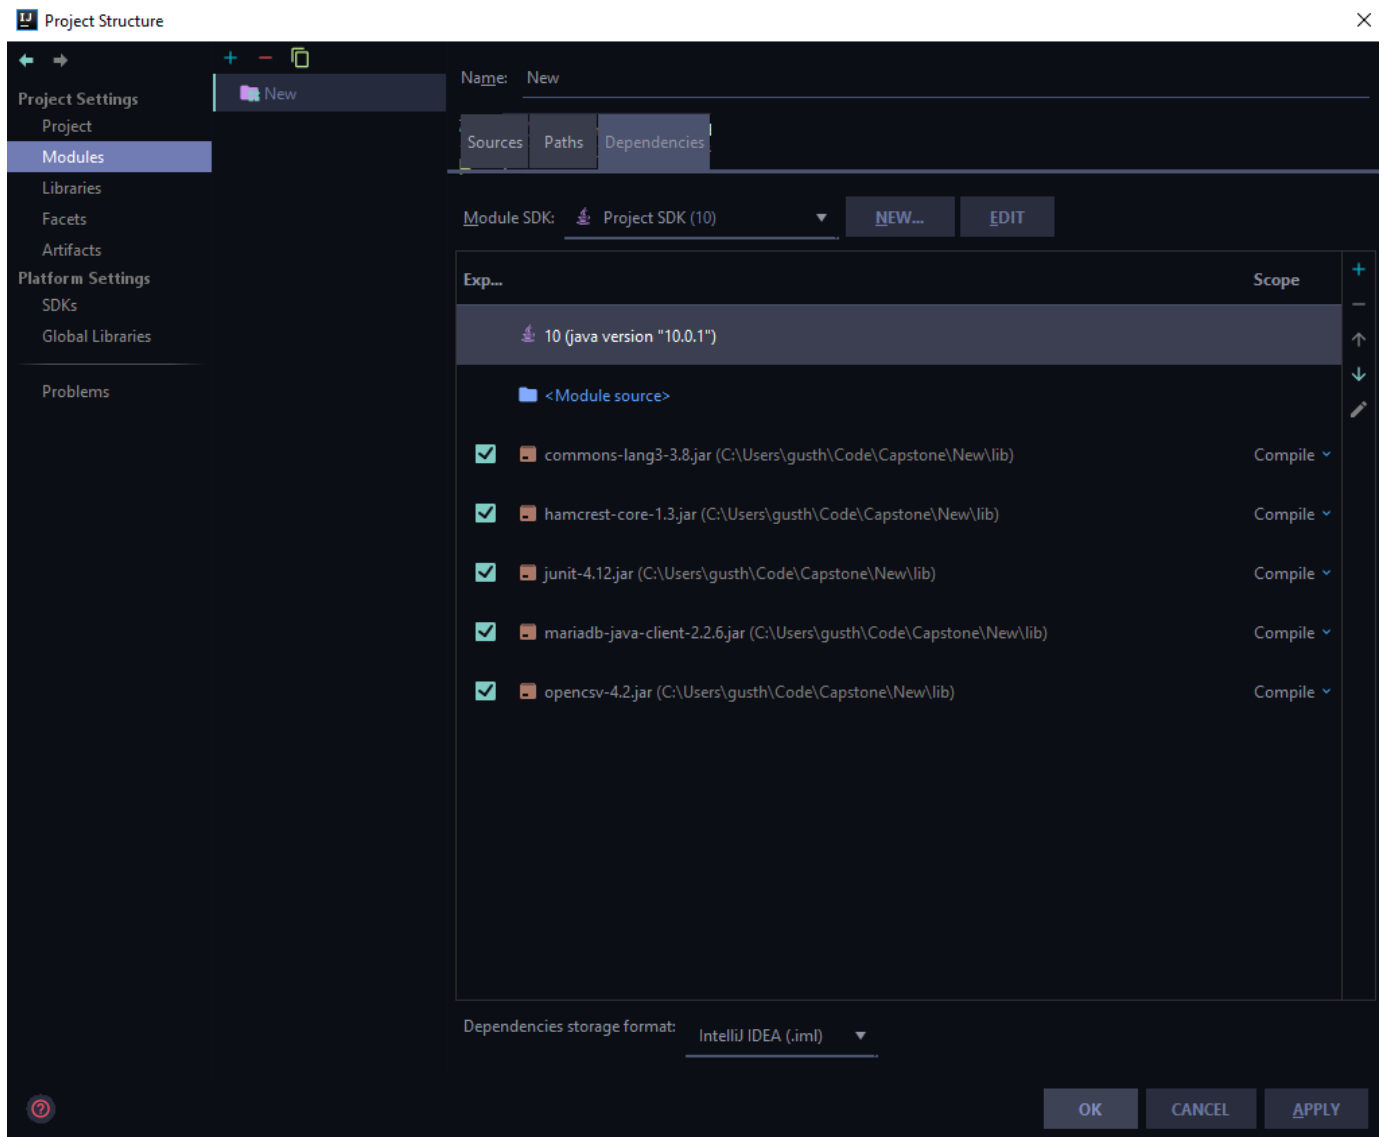 Project Structure
Project Settings
Project
Modules
Libraries
Facets
Artifacts
Platform Settings
SDKs
Global Libraries
Problems
New
Name: New
Sources Paths Dependencies
Module SDK: Project SDK (10) NEW... EDIT
Exp... Scope
10 (java version "10.0.1")
<Module source>
commons-lang3-3.8.jar (C:\Users\gusth\Code\Capstone\New\lib) Compile
hamcrest-core-1.3.jar (C:\Users\gusth\Code\Capstone\New\lib) Compile
junit-4.12.jar (C:\Users\gusth\Code\Capstone\New\lib) Compile
mariadb-java-client-2.2.6.jar (C:\Users\gusth\Code\Capstone\New\lib) Compile
opencsv-4.2.jar (C:\Users\gusth\Code\Capstone\New\lib) Compile
Dependencies storage format: IntelliJ IDEA (.iml)
OK CANCEL APPLY